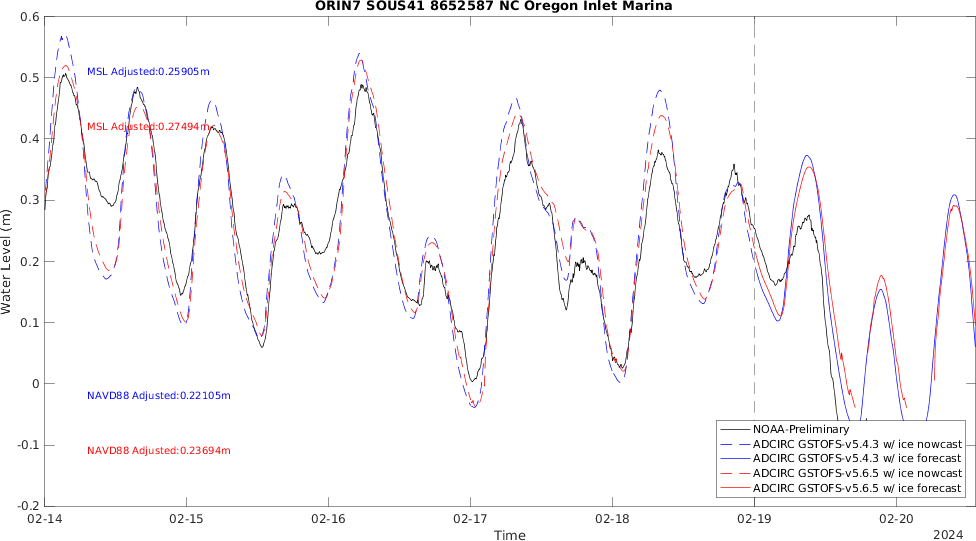 ORIN7 SOUS41 8652587 NC Oregon Inlet Marina
0.6
0.5
0.4
0.3
0.2
0.1
0
-0.1
-0.2
Water Level (m)
MSL Adjusted:0.25905m
MSL Adjusted:0.27494m
NAVD88 Adjusted:0.22105m
NAVD88 Adjusted:0.23694m
NOAA-Preliminary
ADCIRC GSTOFS-v5.4.3 w/ ice nowcast
ADCIRC GSTOFS-v5.4.3 w/ ice forecast
ADCIRC GSTOFS-v5.6.5 w/ ice nowcast
ADCIRC GSTOFS-v5.6.5 w/ ice forecast
02-14 02-15 02-16 02-17 02-18 02-19 02-20
Time
2024